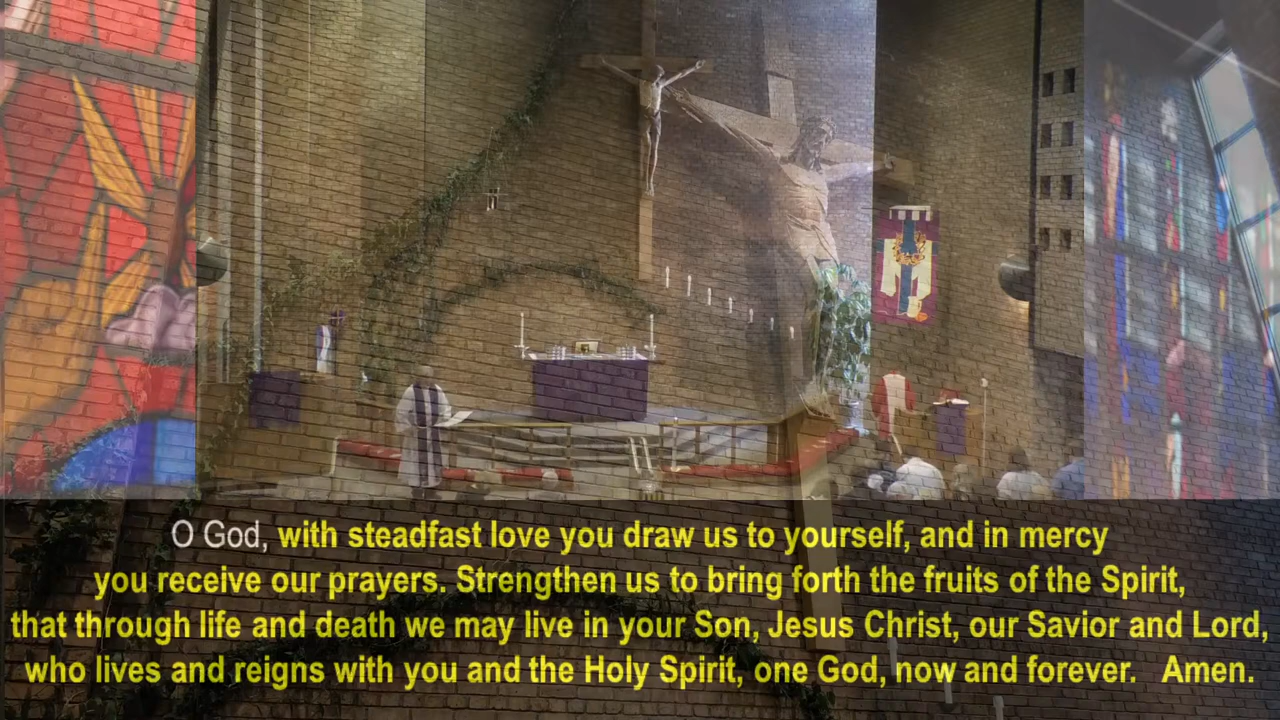 O God, with steadfast love you draw us to yourself, and in mercy
you receive our prayers. Strengthen us to bring forth the fruits of the Spirit,
that through life and death we may live in your Son, Jesus Christ, our Savior and Lord,
who lives and reigns with you and the Holy Spirit, one God, now and forever. Amen.